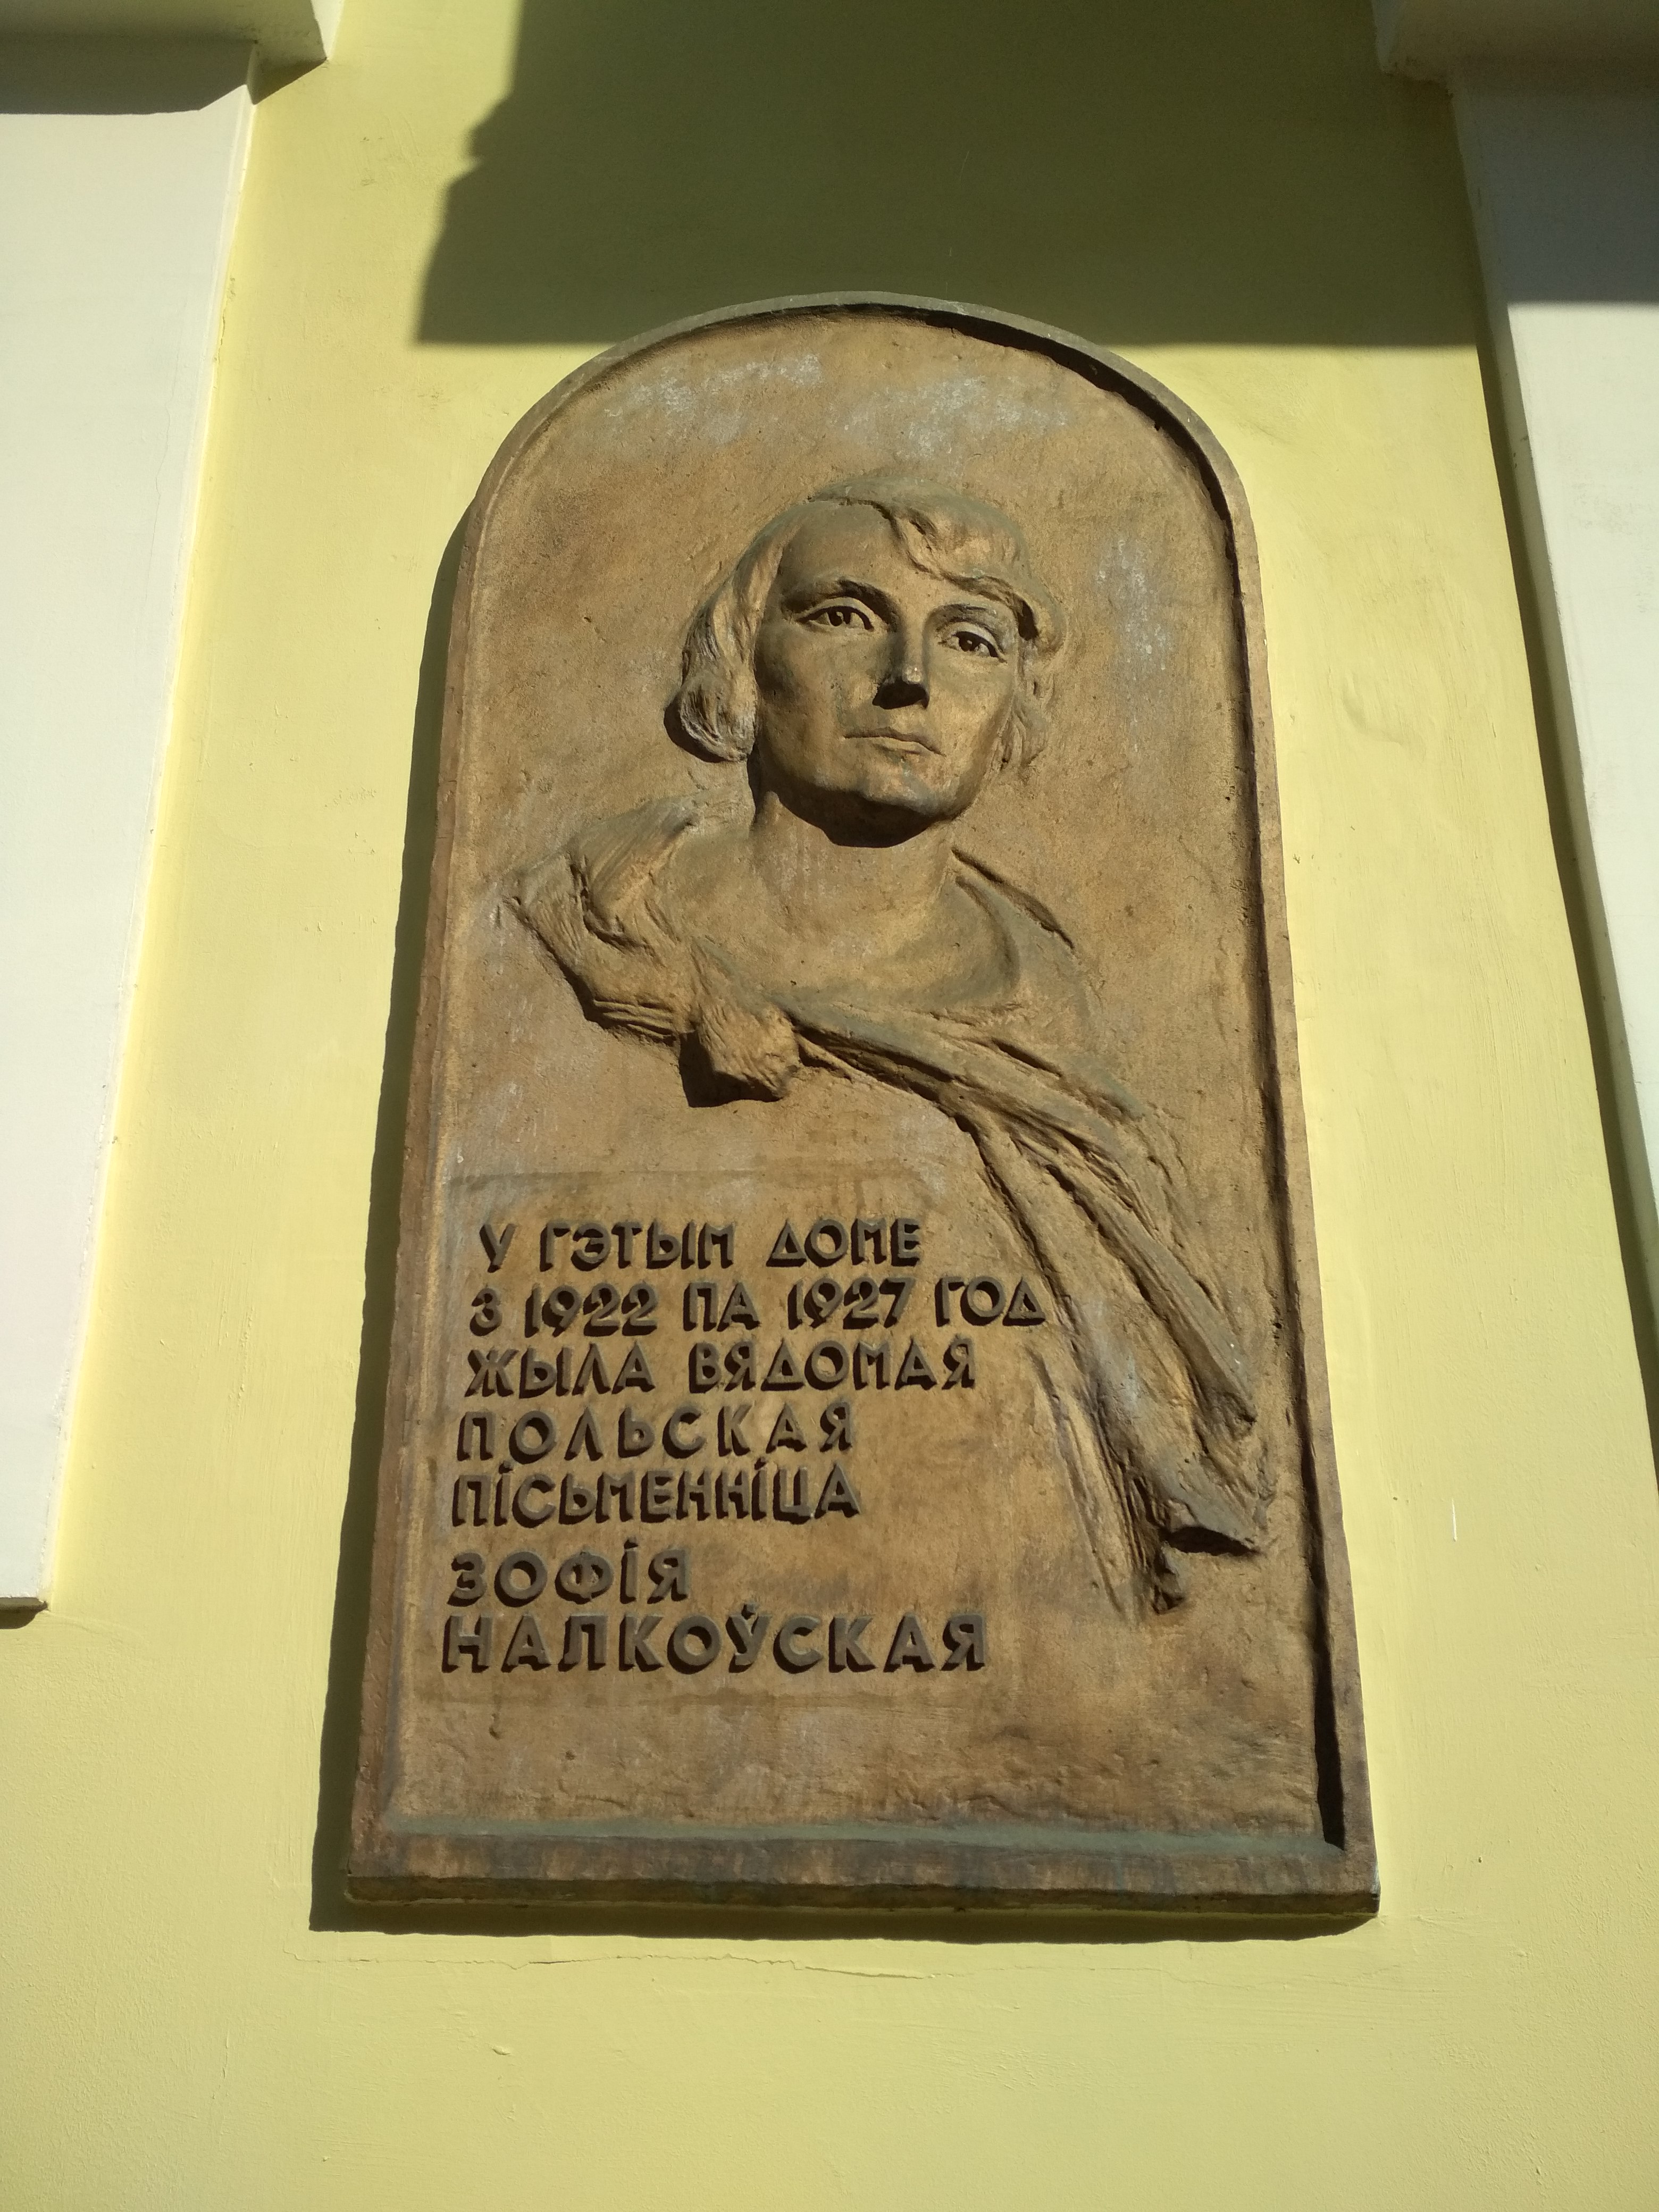 У ГЭТЫМ ДОМЕ
З 1922 ПА 1927 ГОД
ЖЫЛА ВЯДОМАЯ
ПОЛЬСКАЯ
ПІСЬМЕННІЦА
ЗОФІЯ
НАЛКОЎСКАЯ